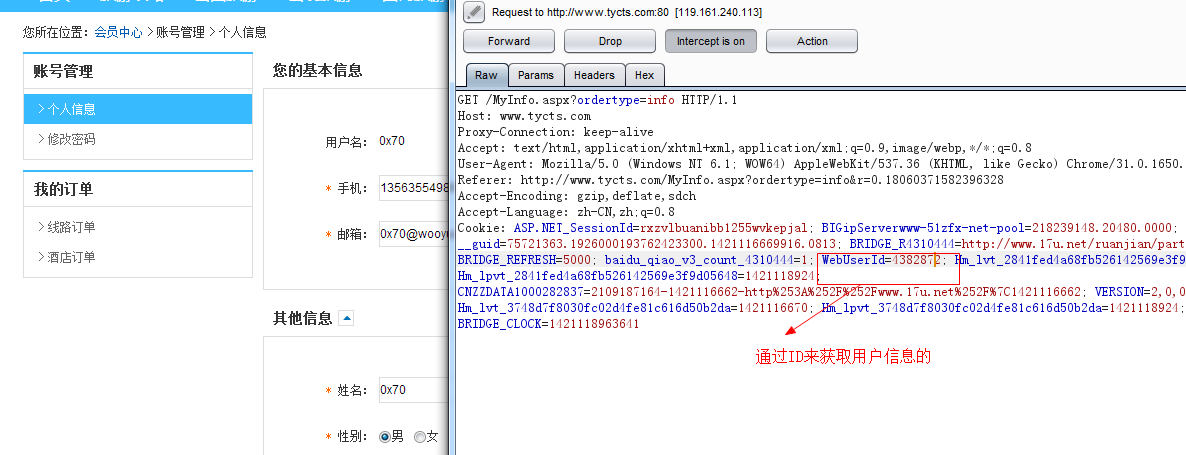 您所在位置：会员中心 > 账号管理 > 个人信息
账号管理
> 个人信息
> 修改密码
我的订单
> 线路订单
> 酒店订单
您的基本信息
用户名： 0x70
* 手机： 1356355498
* 邮箱： 0x70@wooyu
其他信息
* 姓名： 0x70
* 性别： 男 女
Request to http://www.tycts.com:80 [119.161.240.113]
Forward Drop Intercept is on Action
Raw Params Headers Hex
GET /MyInfo.aspx?ordertype=info HTTP/1.1
Host: www.tycts.com
Proxy-Connection: keep-alive
Accept: text/html,application/xhtml+xml,application/xml;q=0.9,image/webp,*/*;q=0.8
User-Agent: Mozilla/5.0 (Windows NT 6.1; WOW64) AppleWebKit/537.36 (KHTML, like Gecko) Chrome/31.0.1650.
Referer: http://www.tycts.com/MyInfo.aspx?ordertype=info&r=0.18060371582396328
Accept-Encoding: gzip,deflate,sdch
Accept-Language: zh-CN,zh;q=0.8
Cookie: ASP.NET_SessionId=rxzvlbuanibb1255wvkepjal; BIGipServerwww-51zfx-net-pool=218239148.20480.0000;
__guid=75721363.1926000193762423300.1421116669916.0813; BRIDGE_R4310444=http://www.17u.net/ruanjian/part
BRIDGE_REFRESH=5000; baidu_qiao_v3_count_4310444=1; WebUserId=4382872; Hm_lvt_2841fed4a68fb526142569e3f9
Hm_lpvt_2841fed4a68fb526142569e3f9d05648=1421118924;
CNZZDATA1000282837=2109187164-1421116662-http%253A%252F%252Fwww.17u.net%252F%7C1421116662; VERSION=2,0,0
Hm_lvt_3748d7f8030fc02d4fe81c616d50b2da=1421116670; Hm_lpvt_3748d7f8030fc02d4fe81c616d50b2da=1421118924;
BRIDGE_CLOCK=1421118963641
通过ID来获取用户信息的